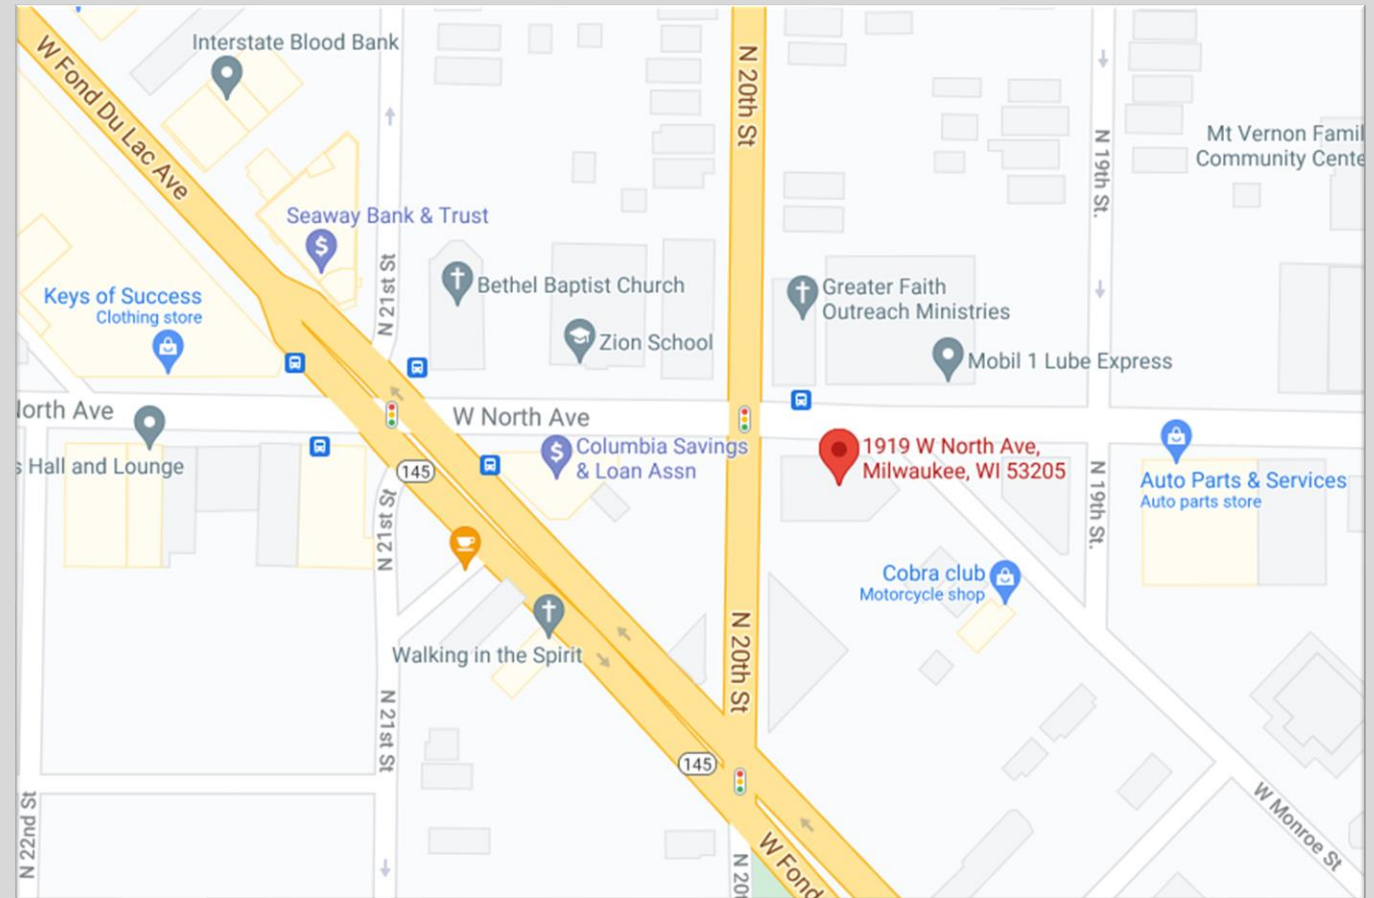 Interstate Blood Bank
W Fond Du Lac Ave
N 20th St
N 19th St.
Mt Vernon Famil
Community Cente
Seaway Bank & Trust
N 21st St
Bethel Baptist Church
Greater Faith
Outreach Ministries
Keys of Success
Clothing store
Zion School
Mobil 1 Lube Express
North Ave
W North Ave
s Hall and Lounge
Columbia Savings
& Loan Assn
1919 W North Ave,
Milwaukee, WI 53205
145
Auto Parts & Services
Auto parts store
N 21st St
N 19th St.
Cobra club
Motorcycle shop
Walking in the Spirit
N 20th St
N 21st St
145
N 22nd St
W Fond
N 20t
W Monroe St